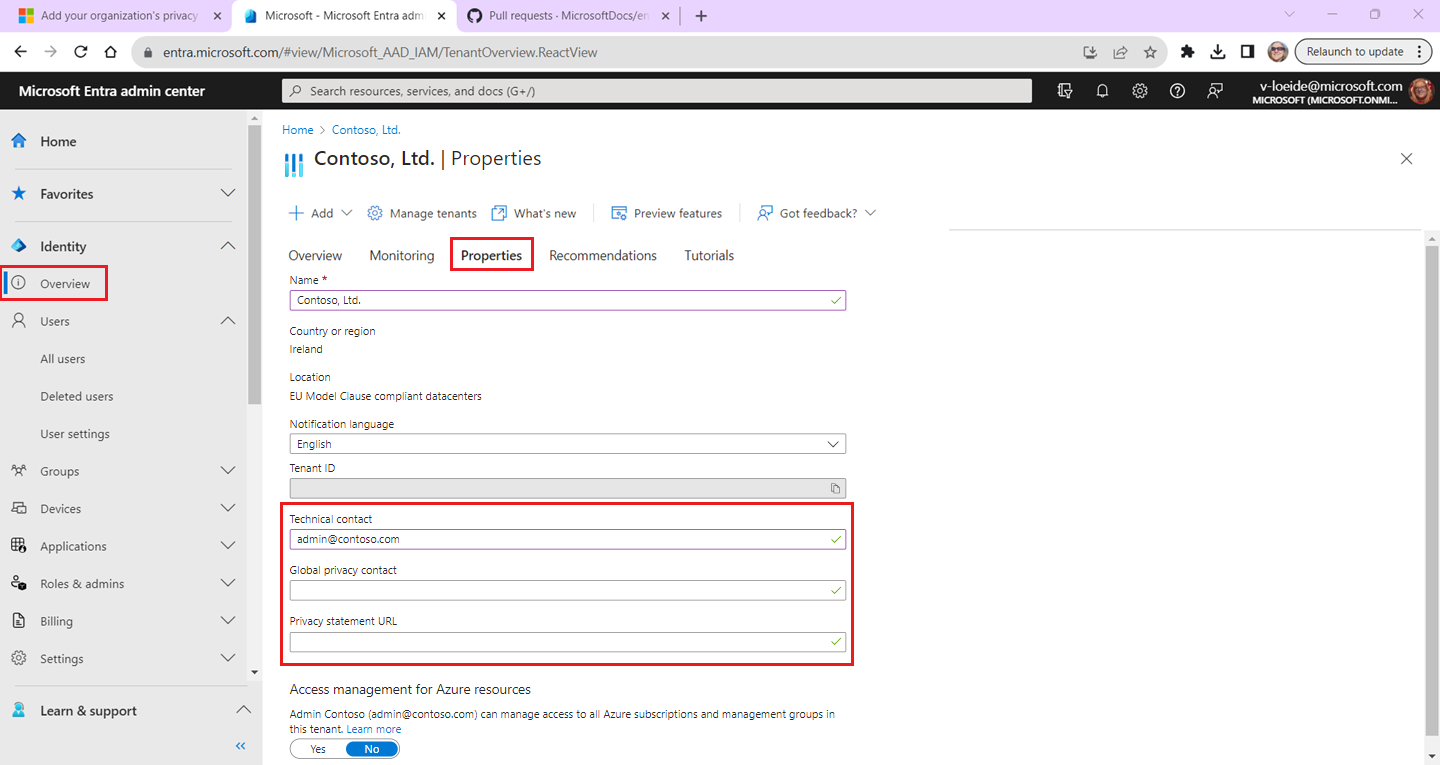 Add your organization's privacy
Microsoft - Microsoft Entra admi
Pull requests · MicrosoftDocs/en
entra.microsoft.com/#view/Microsoft_AAD_IAM/TenantOverview.ReactView
Relaunch to update
Microsoft Entra admin center
Search resources, services, and docs (G+/)
v-loeide@microsoft.com
MICROSOFT (MICROSOFT.ONMI...
Home
Favorites
Identity
Overview
Users
All users
Deleted users
User settings
Groups
Devices
Applications
Roles & admins
Billing
Settings
Learn & support
Home > Contoso, Ltd.
Contoso, Ltd. | Properties
Add
Manage tenants
What's new
Preview features
Got feedback?
Overview
Monitoring
Properties
Recommendations
Tutorials
Name *
Contoso, Ltd.
Country or region
Ireland
Location
EU Model Clause compliant datacenters
Notification language
English
Tenant ID
Technical contact
admin@contoso.com
Global privacy contact
Privacy statement URL
Access management for Azure resources
Admin Contoso (admin@contoso.com) can manage access to all Azure subscriptions and management groups in
this tenant. Learn more
Yes
No